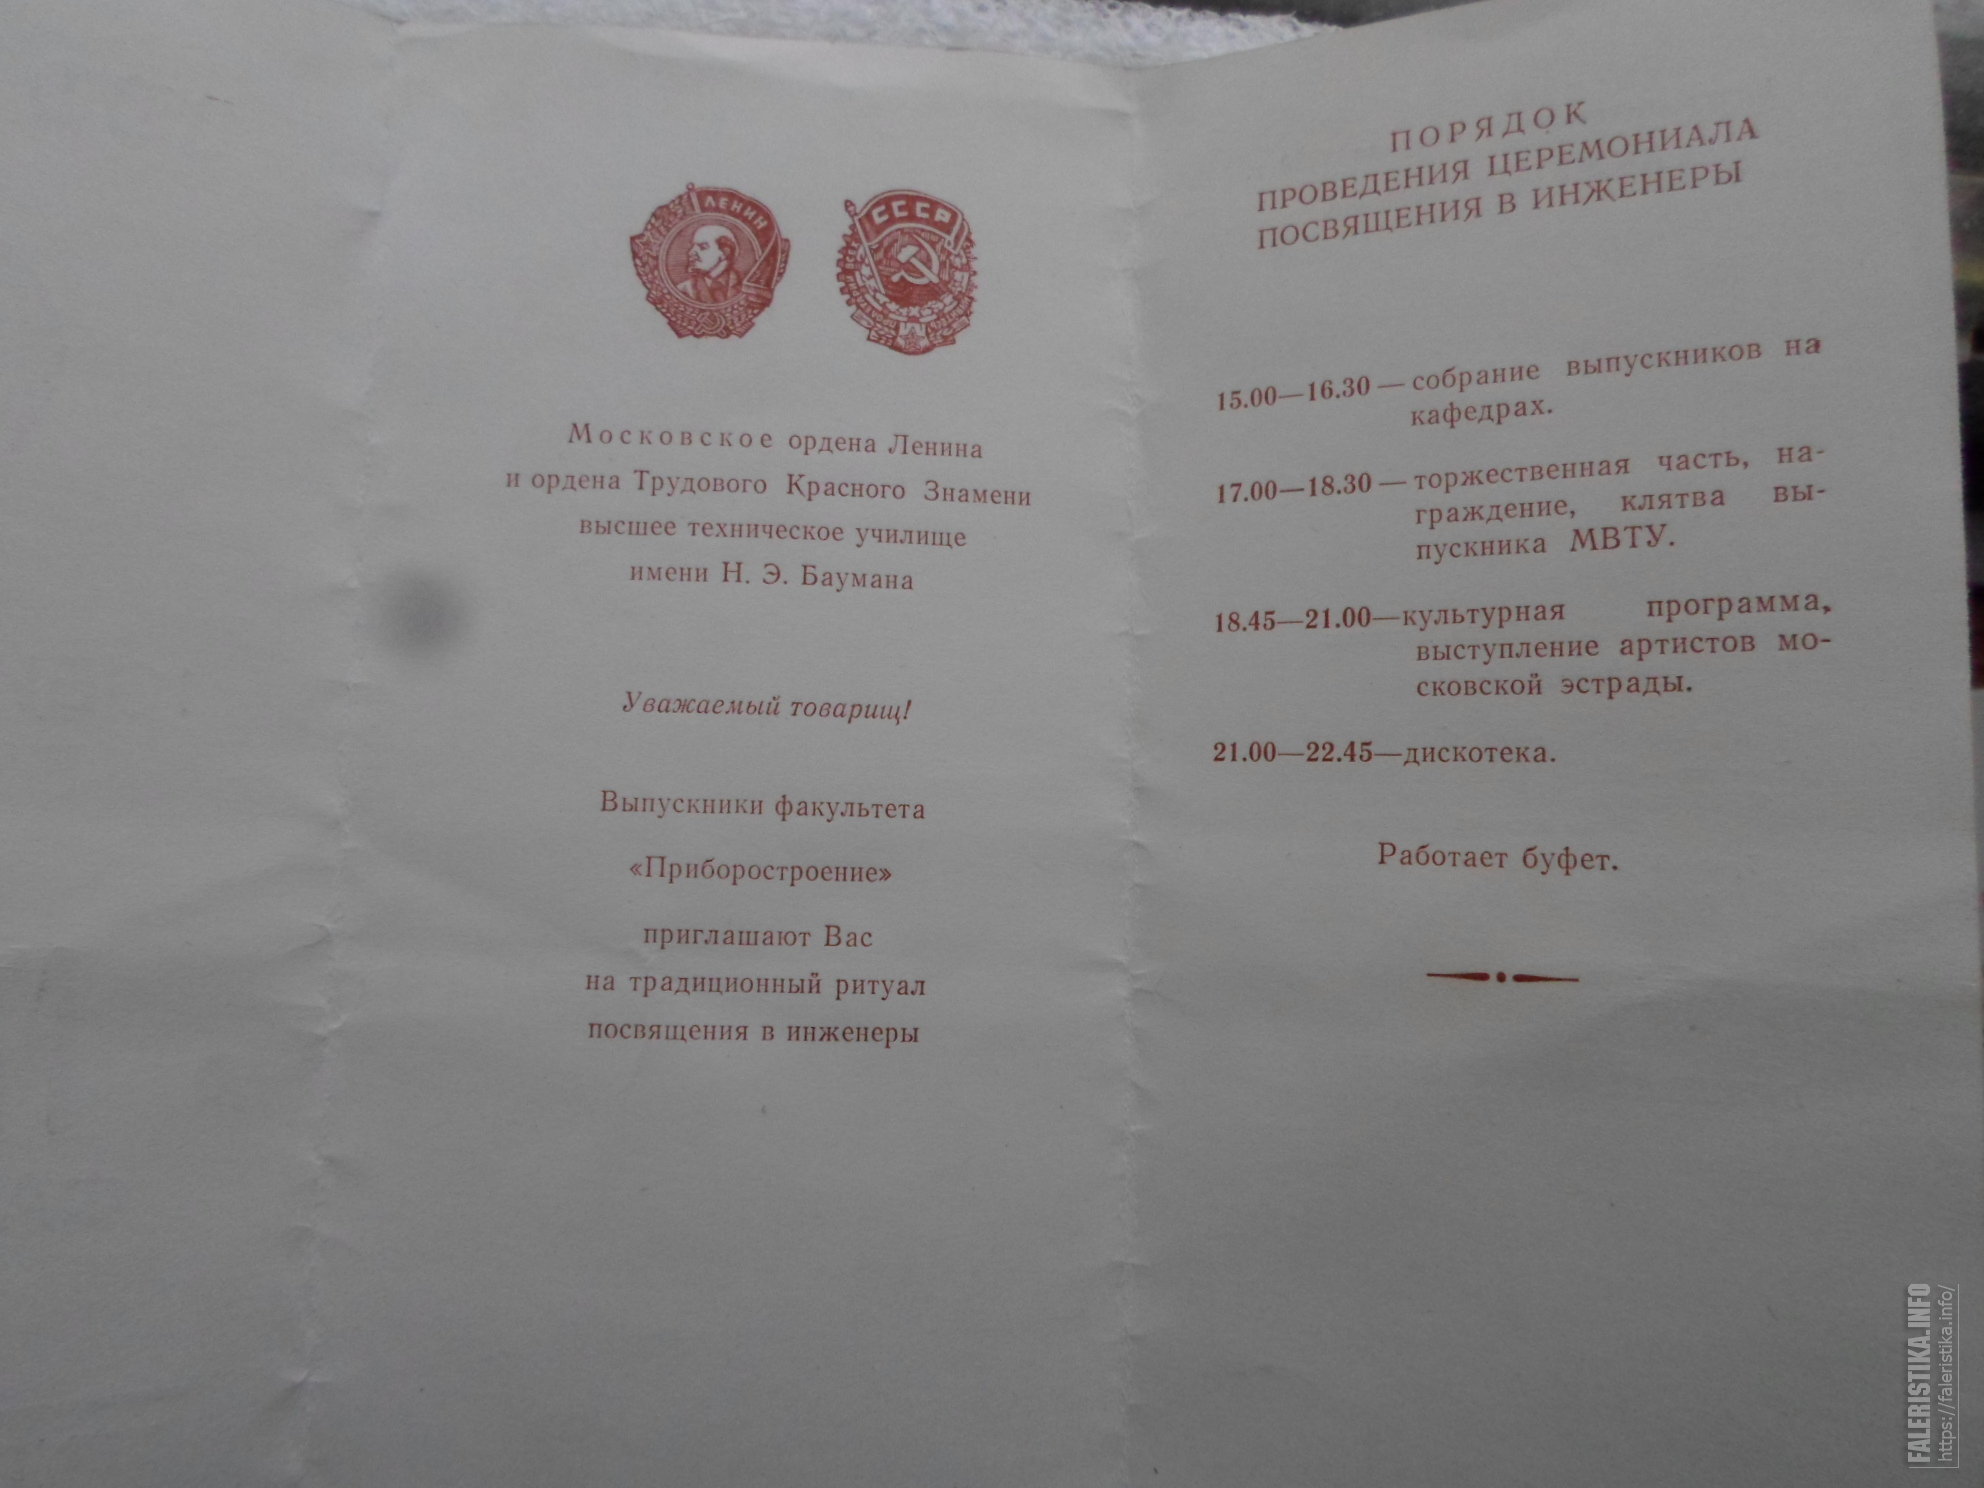 ЛЕНИН
СССР
Московское ордена Ленина
и ордена Трудового Красного Знамени
высшее техническое училище
имени Н. Э. Баумана
Уважаемый товарищ!
Выпускники факультета
«Приборостроение»
приглашают Вас
на традиционный ритуал
посвящения в инженеры
ПОРЯДОК
ПРОВЕДЕНИЯ ЦЕРЕМОНИАЛА
ПОСВЯЩЕНИЯ В ИНЖЕНЕРЫ
15.00—16.30 — собрание выпускников на
кафедрах.
17.00—18.30 — торжественная часть, на-
граждение, клятва вы-
пускника МВТУ.
18.45—21.00—культурная программа,
выступление артистов мо-
сковской эстрады.
21.00—22.45—дискотека.
Работает буфет.
FALERISTIKA.INFO
https://faleristika.info/